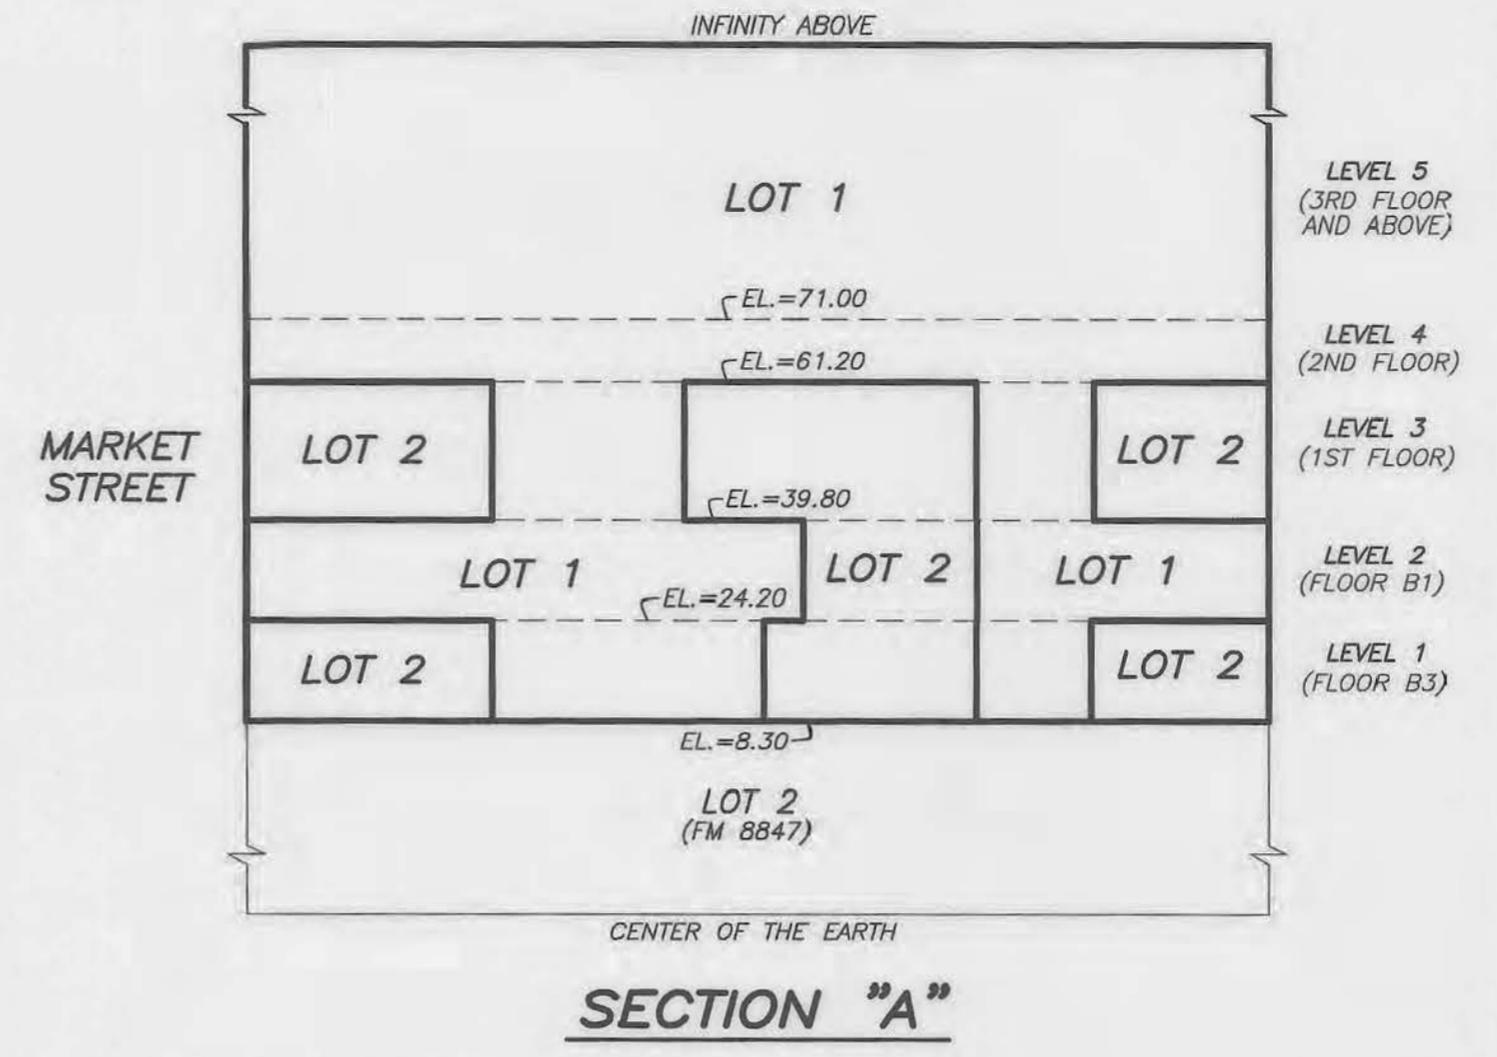 INFINITY ABOVE
LOT 1
LEVEL 5
(3RD FLOOR
AND ABOVE)
EL.=71.00
LEVEL 4
(2ND FLOOR)
EL.=61.20
MARKET
STREET
LOT 2
LOT 2
LEVEL 3
(1ST FLOOR)
EL.=39.80
LOT 1
LOT 2
LOT 1
LEVEL 2
(FLOOR B1)
EL.=24.20
LOT 2
LOT 2
LEVEL 1
(FLOOR B3)
EL.=8.30
LOT 2
(FM 8847)
CENTER OF THE EARTH
SECTION "A"